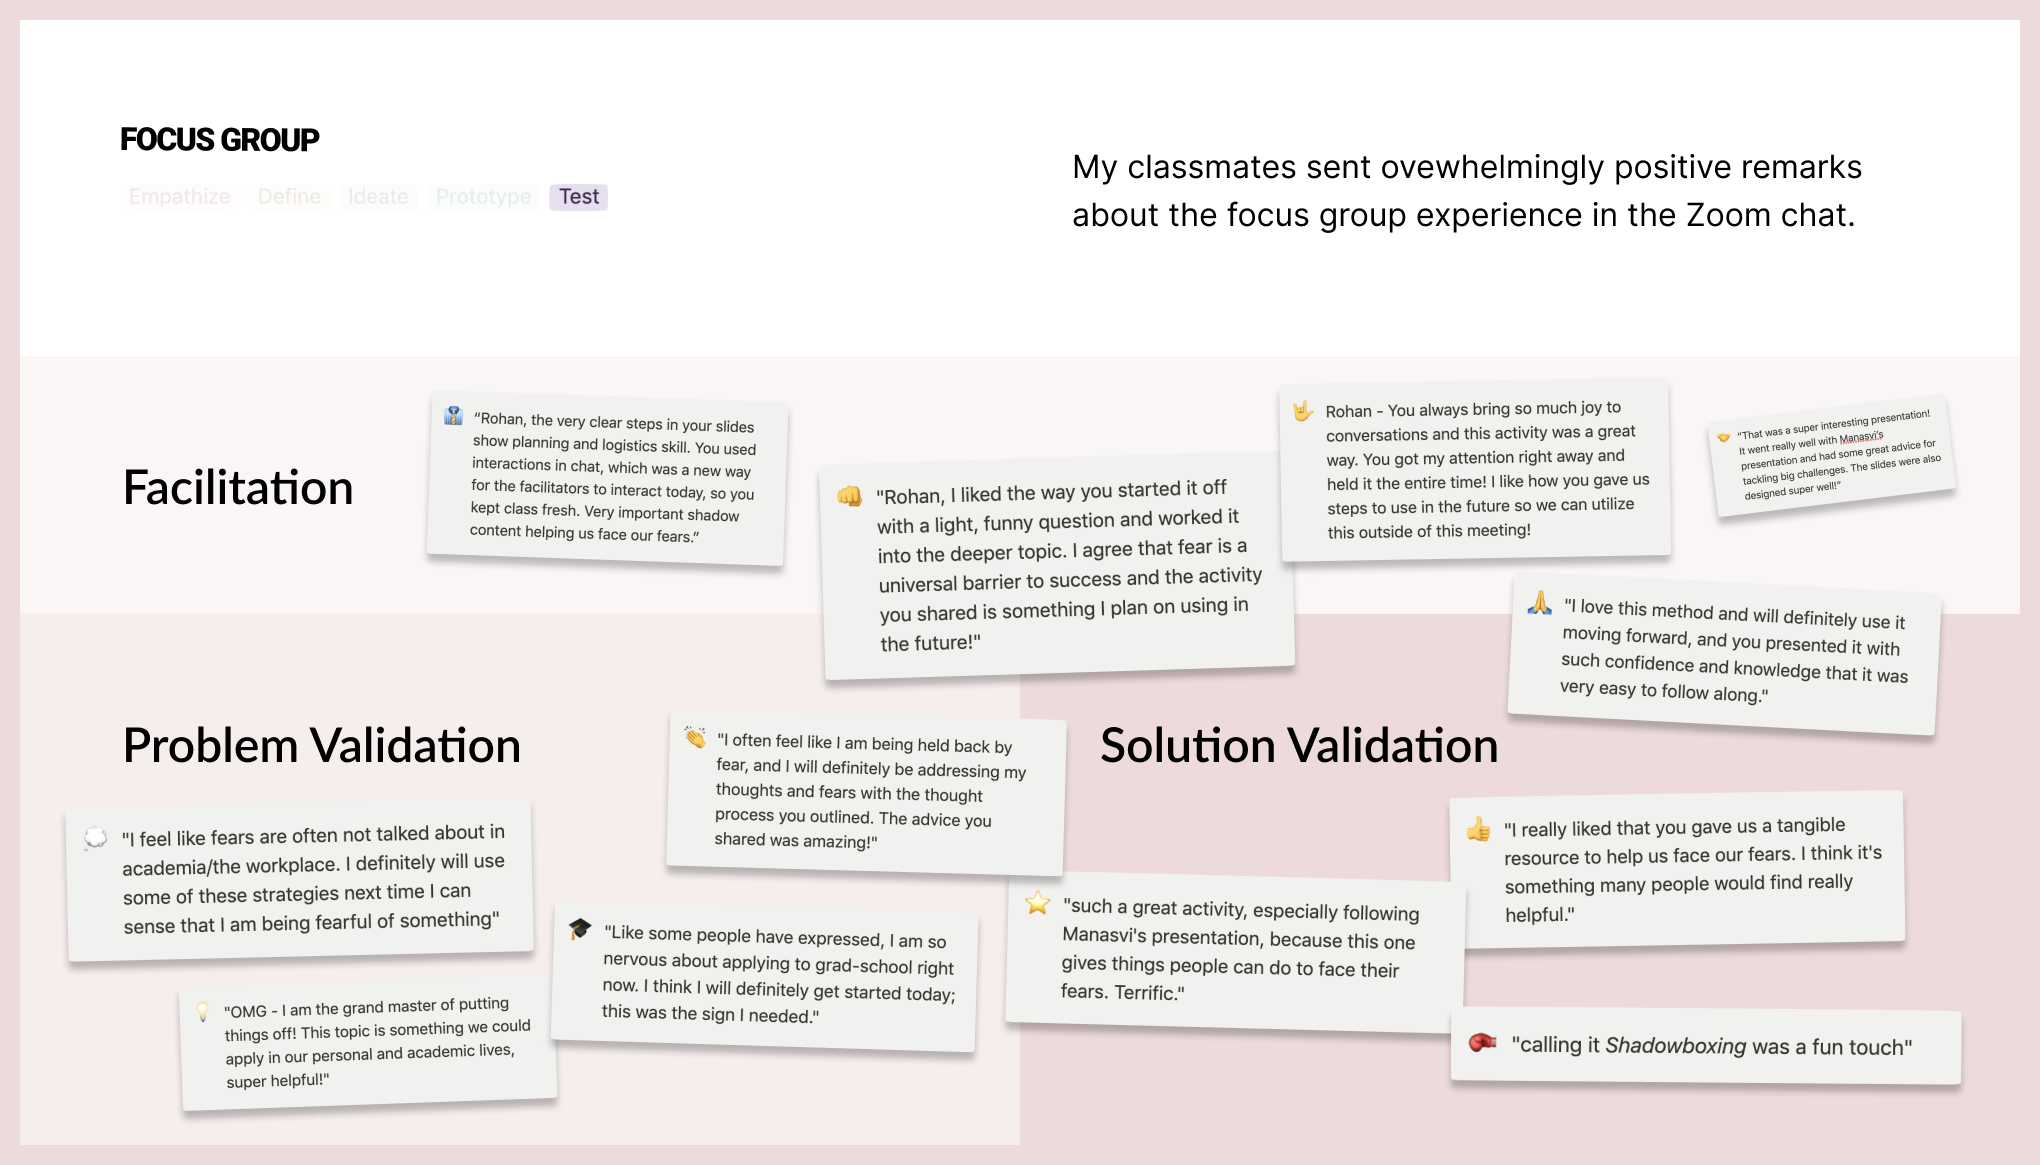 FOCUS GROUP
Empathize Define Ideate Prototype Test
My classmates sent ovewhelmingly positive remarks
about the focus group experience in the Zoom chat.
Facilitation
“Rohan, the very clear steps in your slides
show planning and logistics skill. You used
interactions in chat, which was a new way
for the facilitators to interact today, so you
kept class fresh. Very important shadow
content helping us face our fears.”
"Rohan, I liked the way you started it off
with a light, funny question and worked it
into the deeper topic. I agree that fear is a
universal barrier to success and the activity
you shared is something I plan on using in
the future!"
Rohan - You always bring so much joy to
conversations and this activity was a great
way. You got my attention right away and
held it the entire time! I like how you gave us
steps to use in the future so we can utilize
this outside of this meeting!
"That was a super interesting presentation!
It went really well with Manasvi's
presentation and had some great advice for
tackling big challenges. The slides were also
designed super well!"
"I love this method and will definitely use it
moving forward, and you presented it with
such confidence and knowledge that it was
very easy to follow along."
Problem Validation
"I often feel like I am being held back by
fear, and I will definitely be addressing my
thoughts and fears with the thought
process you outlined. The advice you
shared was amazing!"
"I feel like fears are often not talked about in
academia/the workplace. I definitely will use
some of these strategies next time I can
sense that I am being fearful of something"
"Like some people have expressed, I am so
nervous about applying to grad-school right
now. I think I will definitely get started today;
this was the sign I needed."
"OMG - I am the grand master of putting
things off! This topic is something we could
apply in our personal and academic lives,
super helpful!"
Solution Validation
"I really liked that you gave us a tangible
resource to help us face our fears. I think it's
something many people would find really
helpful."
"such a great activity, especially following
Manasvi's presentation, because this one
gives things people can do to face their
fears. Terrific."
"calling it Shadowboxing was a fun touch"